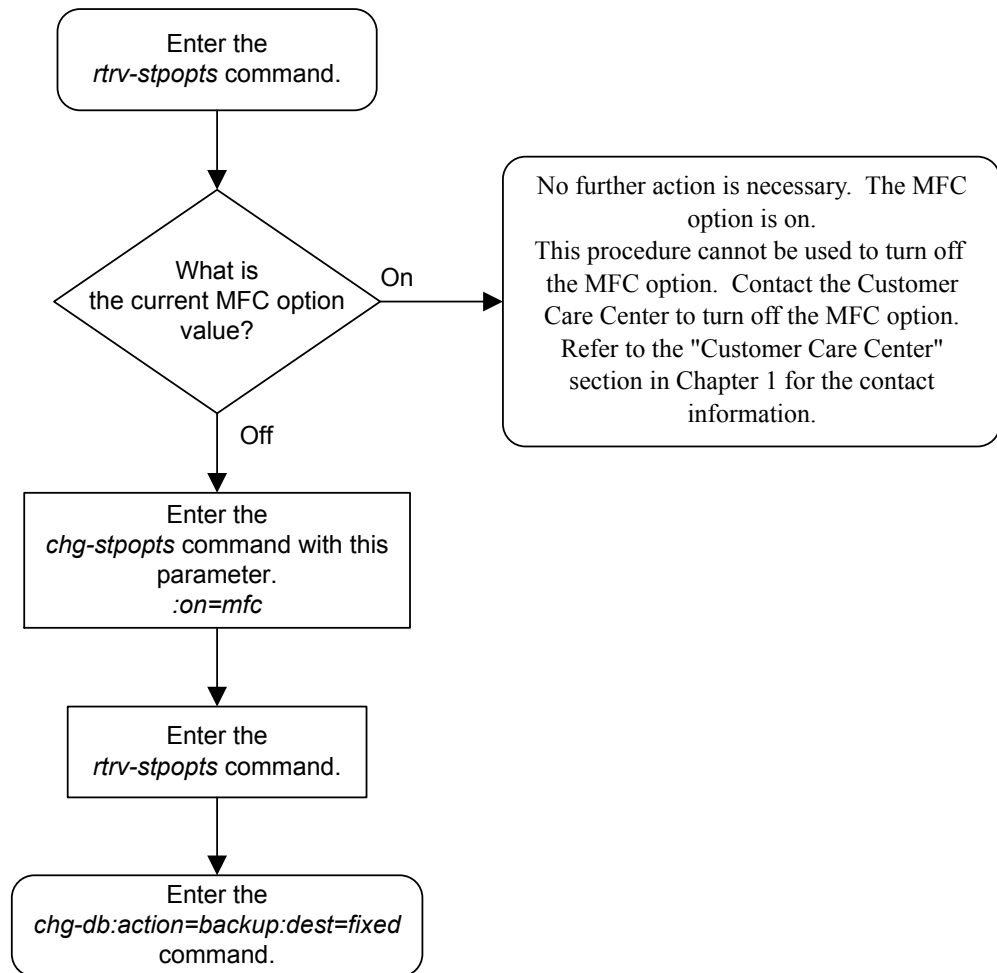 Enter the
rtrv-stpopts command.
What is
the current MFC option
value?
On
No further action is necessary.  The MFC
option is on.
This procedure cannot be used to turn off
the MFC option.  Contact the Customer
Care Center to turn off the MFC option.
Refer to the "Customer Care Center"
section in Chapter 1 for the contact
information.
Off
Enter the
chg-stpopts command with this
parameter.
:on=mfc
Enter the
rtrv-stpopts command.
Enter the
chg-db:action=backup:dest=fixed
command.